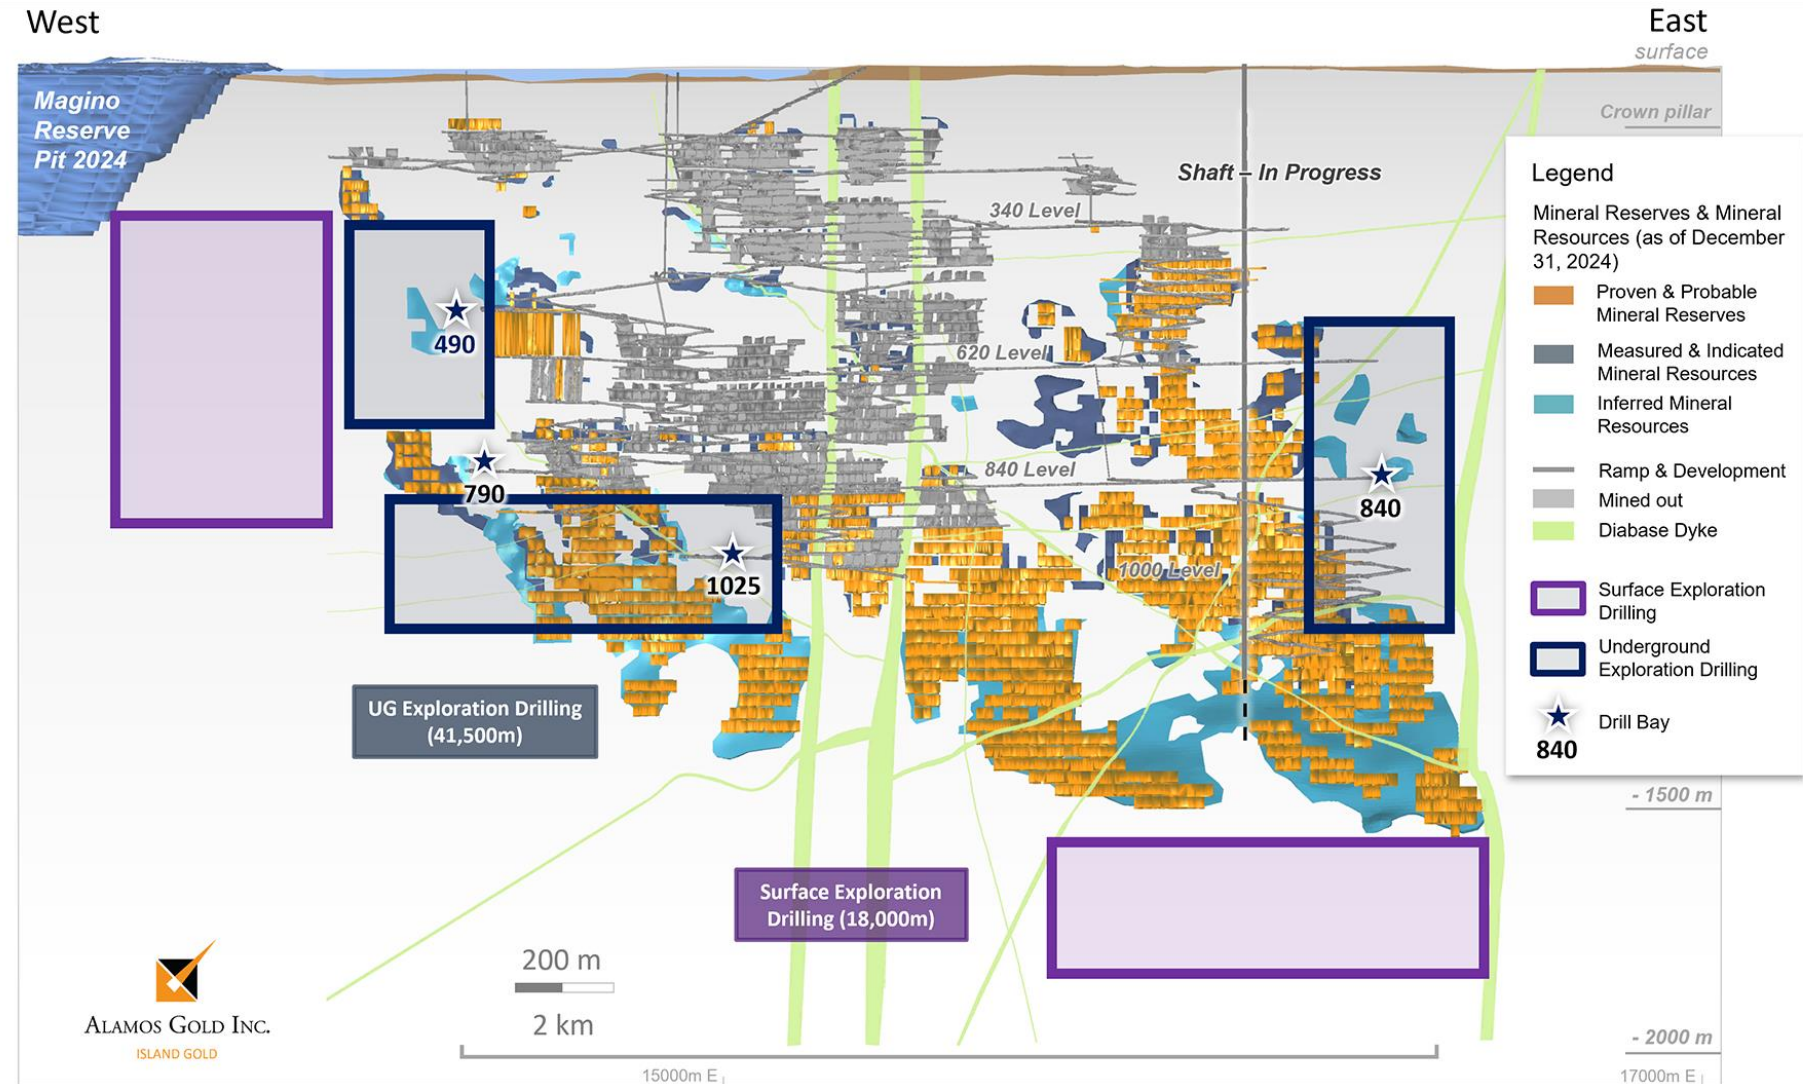 West
East
surface
Magino
Reserve
Pit 2024
Crown pillar
Shaft – In Progress
340 Level
490
620 Level
790
840 Level
840
1025
1000 Level
UG Exploration Drilling
(41,500m)
Surface Exploration
Drilling (18,000m)
Legend
Mineral Reserves & Mineral
Resources (as of December
31, 2024)
Proven & Probable
Mineral Reserves
Measured & Indicated
Mineral Resources
Inferred Mineral
Resources
Ramp & Development
Mined out
Diabase Dyke
Surface Exploration
Drilling
Underground
Exploration Drilling
Drill Bay
840
- 1500 m
- 2000 m
200 m
2 km
ALAMOS GOLD INC.
ISLAND GOLD
15000m E
17000m E